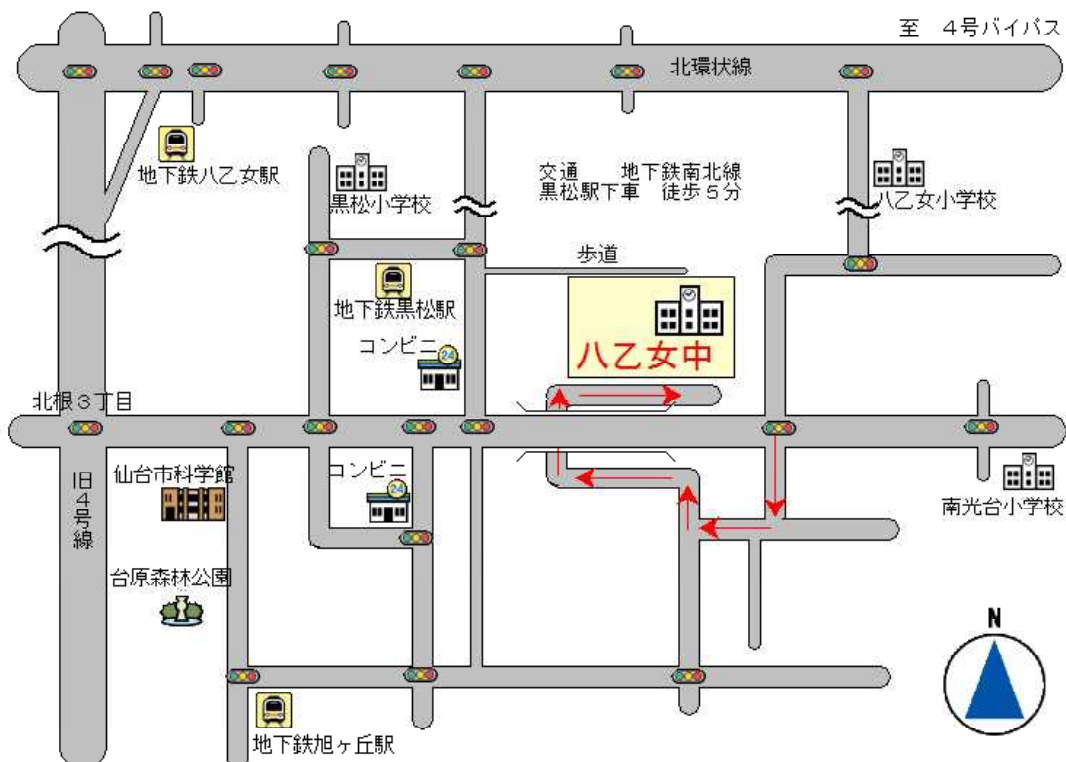 至 4号バイパス
北環状線
地下鉄八乙女駅
黒松小学校
交通 地下鉄南北線
黒松駅下車 徒歩5分
八乙女小学校
歩道
地下鉄黒松駅
コンビニ
24
八乙女中
北根3丁目
旧4号線
仙台市科学館
コンビニ
24
南光台小学校
台原森林公園
N
地下鉄旭ヶ丘駅